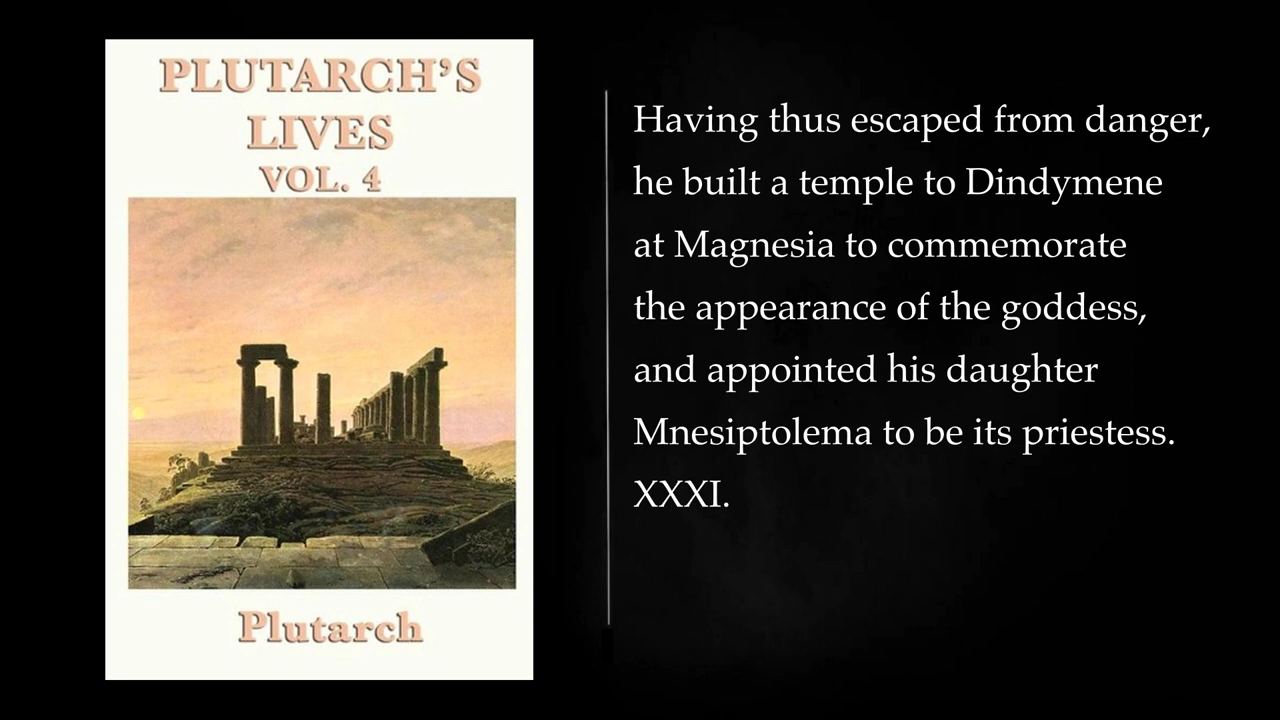 PLUTARCH'S
LIVES
VOL. 4
Plutarch
Having thus escaped from danger,
he built a temple to Dindymene
at Magnesia to commemorate
the appearance of the goddess,
and appointed his daughter
Mnesiptolema to be its priestess.
XXXI.